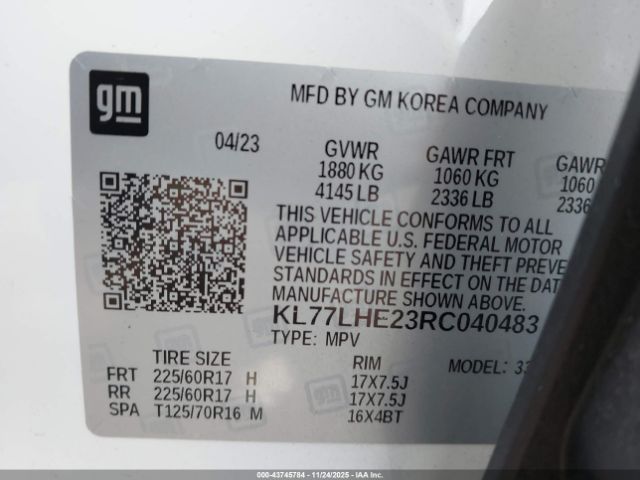 gm
MFD BY GM KOREA COMPANY
04/23
GVWR GAWR FRT GAWR
1880 KG 1060 KG 1060
4145 LB 2336 LB 2336
THIS VEHICLE CONFORMS TO ALL
APPLICABLE U.S. FEDERAL MOTOR
VEHICLE SAFETY AND THEFT PREVE
STANDARDS IN EFFECT ON THE DAT
MANUFACTURE SHOWN ABOVE.
KL77LHE23RC040483
TYPE: MPV MODEL: 33
TIRE SIZE RIM
FRT 225/60R17 H 17X7.5J
RR 225/60R17 H 17X7.5J
SPA T125/70R16 M 16X4BT
000-43745784 - 11/24/2025 - IAAI.COM